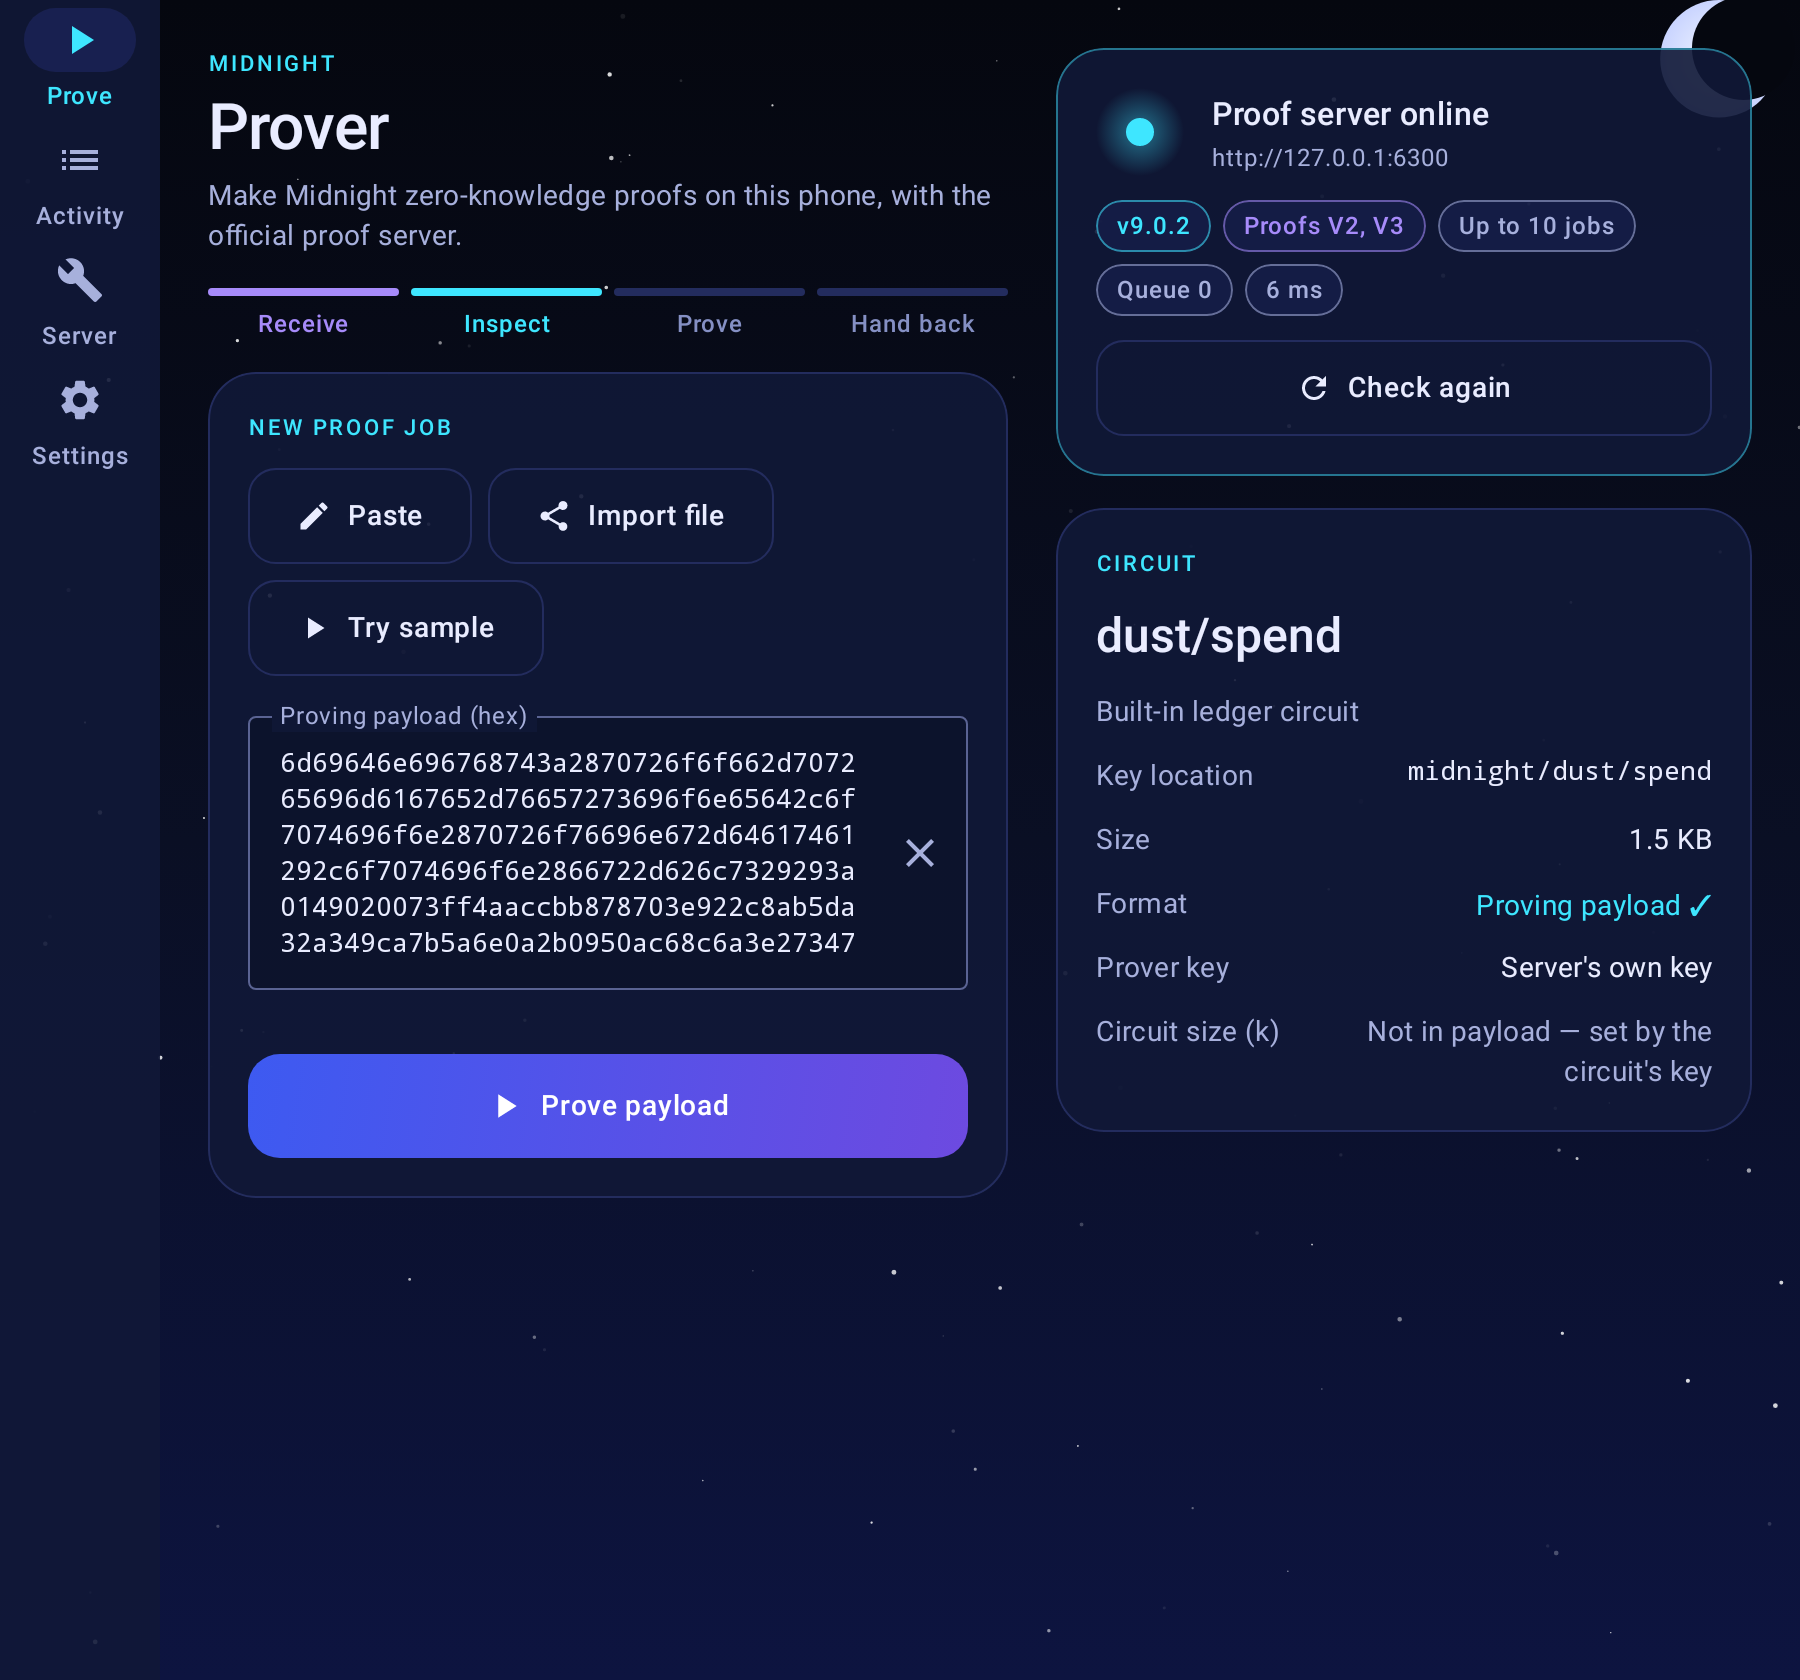 Prove
Activity
Server
Settings
MIDNIGHT
Prover
Make Midnight zero-knowledge proofs on this phone, with the
official proof server.
Receive
Inspect
Prove
Hand back
NEW PROOF JOB
Paste
Import file
Try sample
Proving payload (hex)
6d69646e696768743a2870726f6f662d7072
65696d6167652d76657273696f6e65642c6f
7074696f6e2870726f76696e672d64617461
292c6f7074696f6e2866722d626c7329293a
0149020073ff4aaccbb878703e922c8ab5da
32a349ca7b5a6e0a2b0950ac68c6a3e27347
Prove payload
Proof server online
http://127.0.0.1:6300
v9.0.2
Proofs V2, V3
Up to 10 jobs
Queue 0
6 ms
Check again
CIRCUIT
dust/spend
Built-in ledger circuit
Key location
midnight/dust/spend
Size
1.5 KB
Format
Proving payload ✓
Prover key
Server's own key
Circuit size (k)
Not in payload — set by the
circuit's key